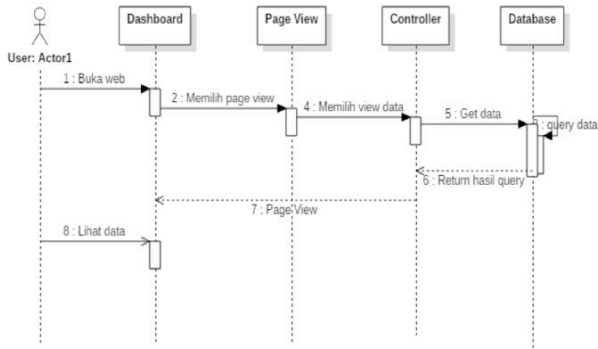 Dashboard
Page View
Controller
Database
User: Actor1
1 : Buka web
2 : Memilih page view
4 : Memilih view data
5 : Get data
: query data
6 : Return hasil query
7 : Page View
8 : Lihat data